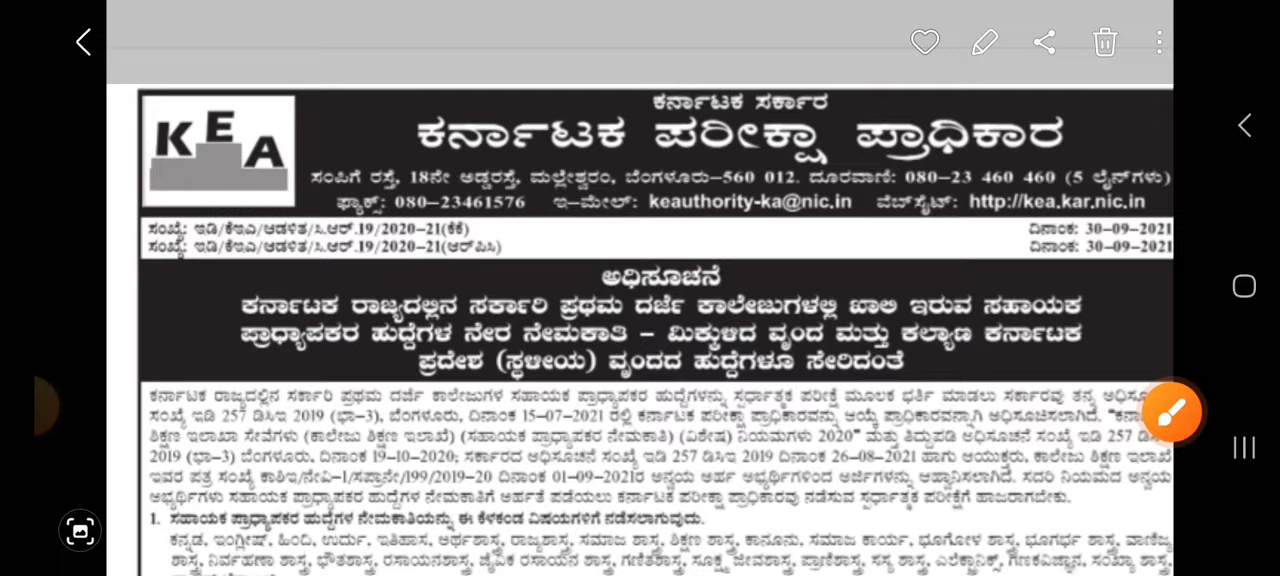 KEA
ಕರ್ನಾಟಕ ಸರ್ಕಾರ
ಕರ್ನಾಟಕ ಪರೀಕ್ಷಾ ಪ್ರಾಧಿಕಾರ
ಸಂಪಿಗೆ ರಸ್ತೆ, 18ನೇ ಅಡ್ಡರಸ್ತೆ, ಮಲ್ಲೇಶ್ವರಂ, ಬೆಂಗಳೂರು–560 012. ದೂರವಾಣಿ: 080–23 460 460 (5 ಲೈನ್‌ಗಳು)
ಫ್ಯಾಕ್ಸ್: 080–23461576 ಇ–ಮೇಲ್: keauthority-ka@nic.in ವೆಬ್‌ಸೈಟ್: http://kea.kar.nic.in
ಸಂಖ್ಯೆ: ಇಡಿ/ಕೆಇಎ/ಆಡಳಿತ/ಸಿ.ಆರ್.19/2020–21(ಕೆಕೆ) ದಿನಾಂಕ: 30-09-2021
ಸಂಖ್ಯೆ: ಇಡಿ/ಕೆಇಎ/ಆಡಳಿತ/ಸಿ.ಆರ್.19/2020–21(ಆರ್‌ಪಿಸಿ) ದಿನಾಂಕ: 30-09-2021
ಅಧಿಸೂಚನೆ
ಕರ್ನಾಟಕ ರಾಜ್ಯದಲ್ಲಿನ ಸರ್ಕಾರಿ ಪ್ರಥಮ ದರ್ಜೆ ಕಾಲೇಜುಗಳಲ್ಲಿ ಖಾಲಿ ಇರುವ ಸಹಾಯಕ
ಪ್ರಾಧ್ಯಾಪಕರ ಹುದ್ದೆಗಳ ನೇರ ನೇಮಕಾತಿ – ಮಿಕ್ಕುಳಿದ ವೃಂದ ಮತ್ತು ಕಲ್ಯಾಣ ಕರ್ನಾಟಕ
ಪ್ರದೇಶ (ಸ್ಥಳೀಯ) ವೃಂದದ ಹುದ್ದೆಗಳೂ ಸೇರಿದಂತೆ
ಕರ್ನಾಟಕ ರಾಜ್ಯದಲ್ಲಿನ ಸರ್ಕಾರಿ ಪ್ರಥಮ ದರ್ಜೆ ಕಾಲೇಜುಗಳ ಸಹಾಯಕ ಪ್ರಾಧ್ಯಾಪಕರ ಹುದ್ದೆಗಳನ್ನು ಸ್ಪರ್ಧಾತ್ಮಕ ಪರೀಕ್ಷೆ ಮೂಲಕ ಭರ್ತಿ ಮಾಡಲು ಸರ್ಕಾರವು ತನ್ನ
ಸಂಖ್ಯೆ ಇಡಿ 257 ಡಿಸಿಇ 2019 (ಭಾ–3), ಬೆಂಗಳೂರು, ದಿನಾಂಕ 15-07-2021 ರಲ್ಲಿ ಕರ್ನಾಟಕ ಪರೀಕ್ಷಾ ಪ್ರಾಧಿಕಾರವನ್ನು ಆಯ್ಕೆ ಪ್ರಾಧಿಕಾರವನ್ನಾಗಿ ಅಧಿಸೂಚಿಸಲಾಗಿದೆ.
ಶಿಕ್ಷಣ ಇಲಾಖಾ ಸೇವೆಗಳು (ಕಾಲೇಜು ಶಿಕ್ಷಣ ಇಲಾಖೆ) (ಸಹಾಯಕ ಪ್ರಾಧ್ಯಾಪಕರ ನೇಮಕಾತಿ) (ವಿಶೇಷ) ನಿಯಮಗಳು 2020" ಮತ್ತು ತಿದ್ದುಪಡಿ ಅಧಿಸೂಚನೆ ಸಂಖ್ಯೆ ಇಡಿ 257
2019 (ಭಾ–3) ಬೆಂಗಳೂರು, ದಿನಾಂಕ 19-10-2020; ಸರ್ಕಾರದ ಅಧಿಸೂಚನೆ ಸಂಖ್ಯೆ ಇಡಿ 257 ಡಿಸಿಇ 2019 ದಿನಾಂಕ 26-08-2021 ಹಾಗು ಆಯುಕ್ತರು, ಕಾಲೇಜು ಶಿಕ್ಷಣ ಇಲಾಖೆ
ಇವರ ಪತ್ರ ಸಂಖ್ಯೆ ಕಾಶಿಇ/ನೇವಿ–1/ಸಪ್ರಾನೇ/199/2019-20 ದಿನಾಂಕ 01-09-2021ರ ಅನ್ವಯ ಅರ್ಹ ಅಭ್ಯರ್ಥಿಗಳಿಂದ ಅರ್ಜಿಗಳನ್ನು ಆಹ್ವಾನಿಸಲಾಗಿದೆ. ಸದರಿ ನಿಯಮದ ಅನ್ವಯ
ಅಭ್ಯರ್ಥಿಗಳು ಸಹಾಯಕ ಪ್ರಾಧ್ಯಾಪಕರ ಹುದ್ದೆಗಳ ನೇಮಕಾತಿಗೆ ಅರ್ಹತೆ ಪಡೆಯಲು ಕರ್ನಾಟಕ ಪರೀಕ್ಷಾ ಪ್ರಾಧಿಕಾರವು ನಡೆಸುವ ಸ್ಪರ್ಧಾತ್ಮಕ ಪರೀಕ್ಷೆಗೆ ಹಾಜರಾಗಬೇಕು.
1. ಸಹಾಯಕ ಪ್ರಾಧ್ಯಾಪಕರ ಹುದ್ದೆಗಳ ನೇಮಕಾತಿಯನ್ನು ಈ ಕೆಳಕಂಡ ವಿಷಯಗಳಿಗೆ ನಡೆಸಲಾಗುವುದು.
ಕನ್ನಡ, ಇಂಗ್ಲೀಷ್, ಹಿಂದಿ, ಉರ್ದು, ಇತಿಹಾಸ, ಅರ್ಥಶಾಸ್ತ್ರ, ರಾಜ್ಯಶಾಸ್ತ್ರ, ಸಮಾಜ ಶಾಸ್ತ್ರ, ಶಿಕ್ಷಣ ಶಾಸ್ತ್ರ, ಕಾನೂನು, ಸಮಾಜ ಕಾರ್ಯ, ಭೂಗೋಳ ಶಾಸ್ತ್ರ, ಭೂಗರ್ಭ ಶಾಸ್ತ್ರ, ವಾಣಿಜ್ಯ
ಶಾಸ್ತ್ರ, ನಿರ್ವಹಣಾ ಶಾಸ್ತ್ರ, ಭೌತಶಾಸ್ತ್ರ, ರಸಾಯನಶಾಸ್ತ್ರ, ಜೈವಿಕ ರಸಾಯನ ಶಾಸ್ತ್ರ, ಗಣಿತಶಾಸ್ತ್ರ, ಸೂಕ್ಷ್ಮ ಜೀವಶಾಸ್ತ್ರ, ಪ್ರಾಣಿಶಾಸ್ತ್ರ, ಸಸ್ಯ ಶಾಸ್ತ್ರ, ಎಲೆಕ್ಟ್ರಾನಿಕ್ಸ್, ಗಣಕವಿಜ್ಞಾನ, ಸಂಖ್ಯಾ ಶಾಸ್ತ್ರ,